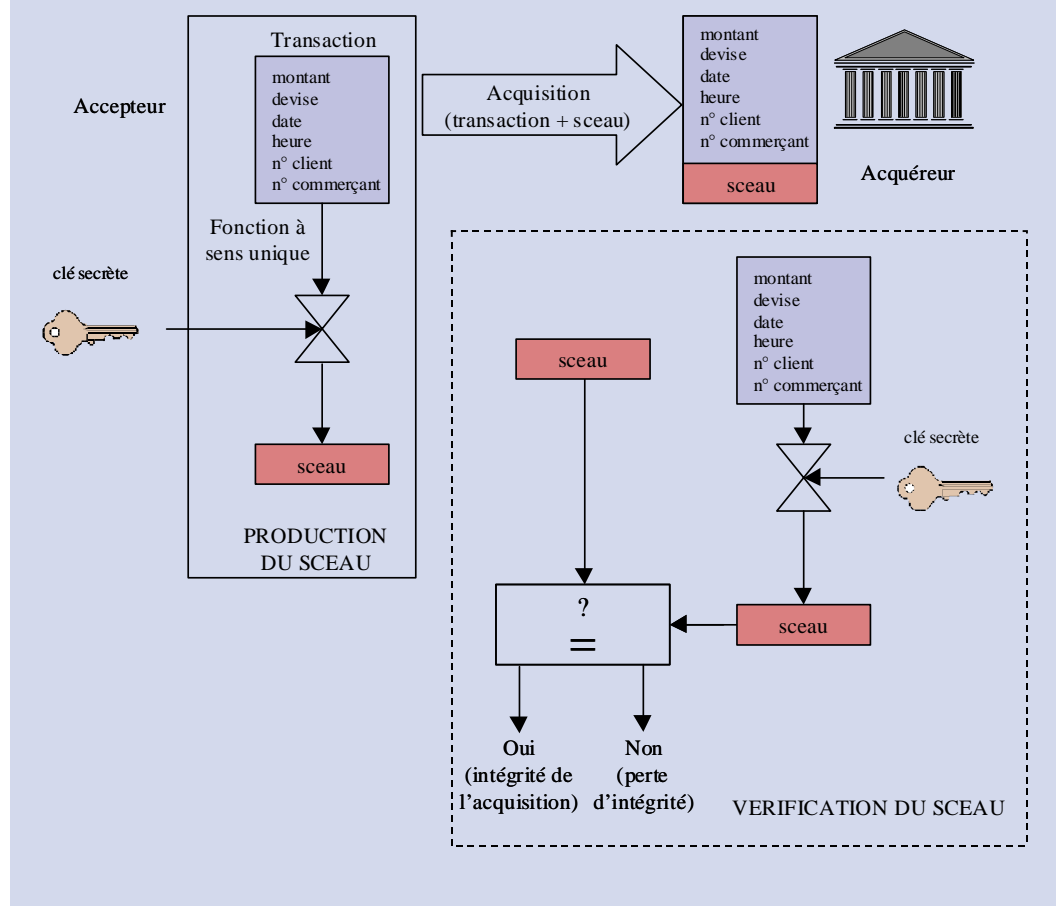 Accepteur
Transaction
montant
devise
date
heure
n° client
n° commerçant
Fonction à
sens unique
clé secrète
sceau
PRODUCTION
DU SCEAU
Acquisition
(transaction + sceau)
montant
devise
date
heure
n° client
n° commerçant
sceau
Acquéreur
montant
devise
date
heure
n° client
n° commerçant
sceau
clé secrète
?
=
sceau
Oui
(intégrité de
l’acquisition)
Non
(perte
d’intégrité)
VERIFICATION DU SCEAU